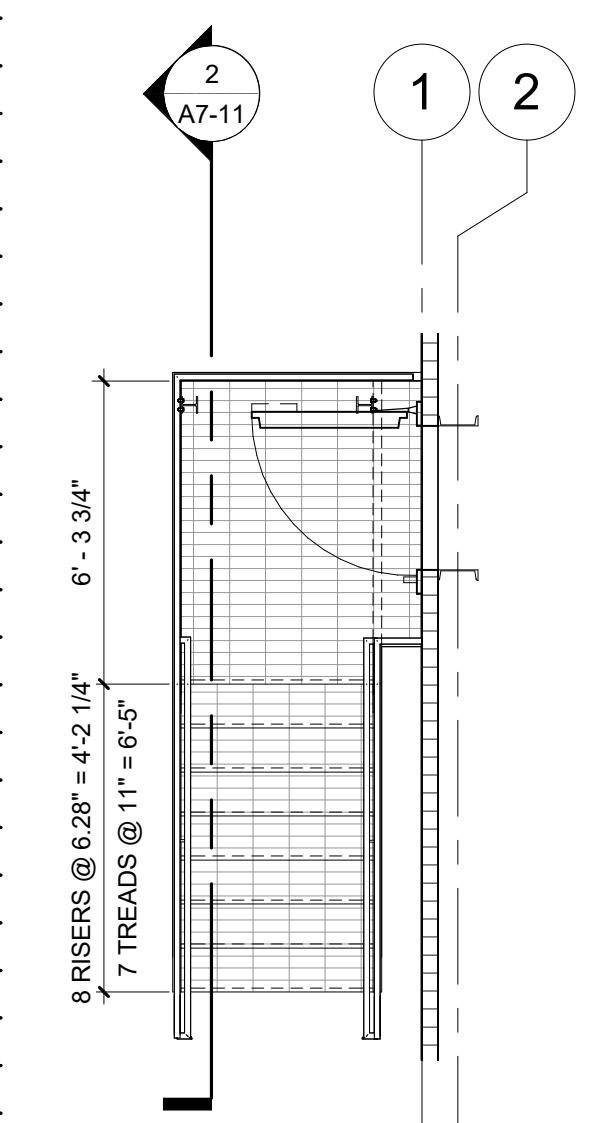 2
A7-11
1
2
6' - 3 3/4"
8 RISERS @ 6.28" = 4'-2 1/4"
7 TREADS @ 11" = 6'-5"